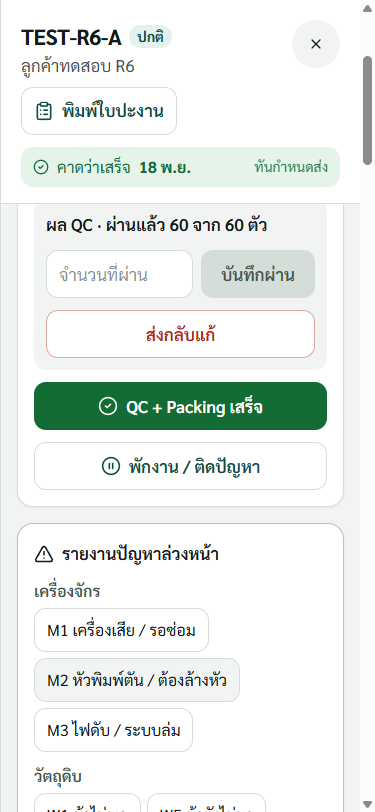 TEST-R6-A ปกติ
ลูกค้าทดสอบ R6
พิมพ์ใบปะงาน
คาดว่าเสร็จ 18 พ.ย. ทันกำหนดส่ง
ผล QC · ผ่านแล้ว 60 จาก 60 ตัว
จำนวนที่ผ่าน บันทึกผ่าน
ส่งกลับแก้
QC + Packing เสร็จ
พักงาน / ติดปัญหา
รายงานปัญหาล่วงหน้า
เครื่องจักร
M1 เครื่องเสีย / รอซ่อม
M2 หัวพิมพ์ตัน / ต้องล้างหัว
M3 ไฟดับ / ระบบล่ม
วัตถุดิบ